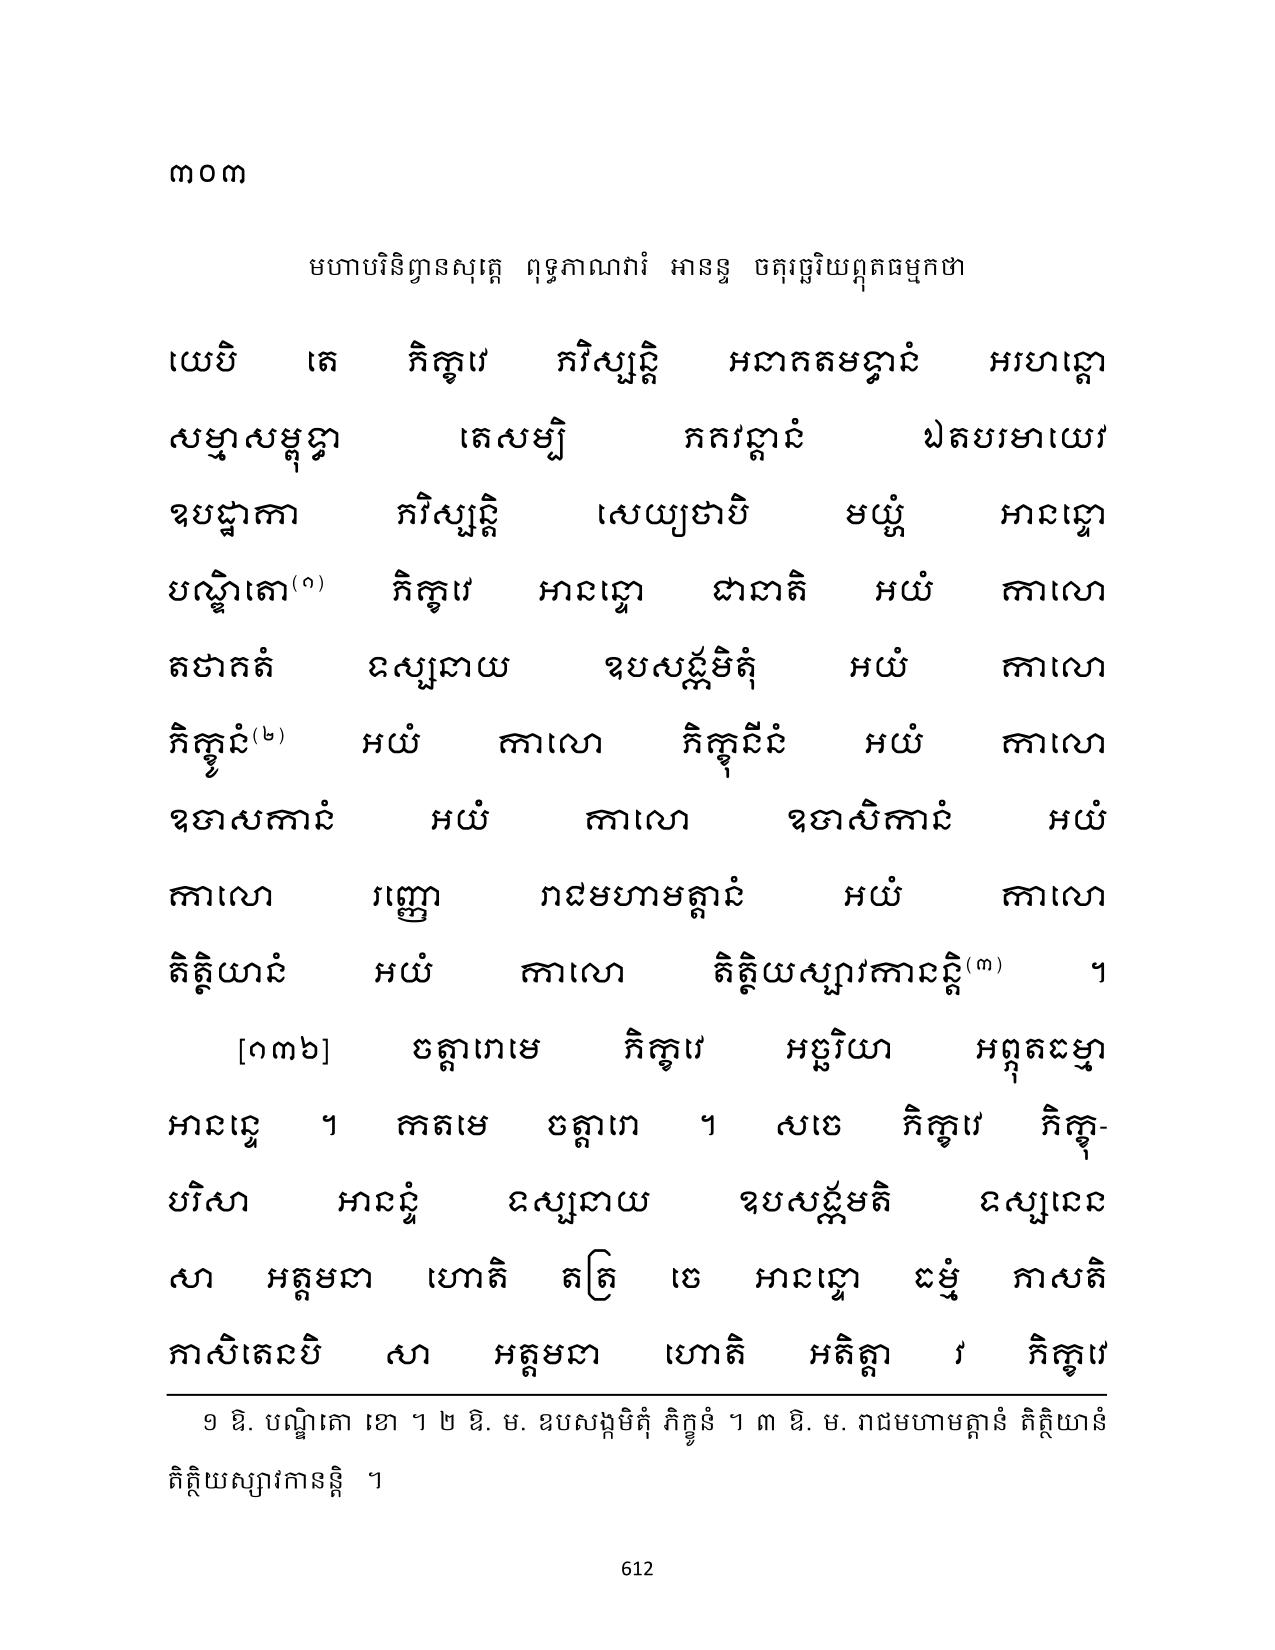 ៣០៣
មហាបរិនិព្វានសុត្តេ ពុទ្ធភាណវារំ អានន្ទ ចតុរច្ឆរិយព្ភុតធម្មកថា
យេបិ តេ ភិក្ខវេ ភវិស្សន្តិ អនាគតមទ្ធានំ អរហន្តោ
សម្មាសម្ពុទ្ធា តេសម្បិ ភគវន្តានំ ឯតបរមាយេវ
ឧបដ្ឋាកា ភវិស្សន្តិ សេយ្យថាបិ មយ្ហំ អានន្ទោ
បណ្ឌិតោ(១) ភិក្ខវេ អានន្ទោ ជានាតិ អយំ កាលោ
តថាគតំ ទស្សនាយ ឧបសង្កមិតុំ អយំ កាលោ
ភិក្ខូនំ(២) អយំ កាលោ ភិក្ខុនីនំ អយំ កាលោ
ឧបាសកានំ អយំ កាលោ ឧបាសិកានំ អយំ
កាលោ រញ្ញោ រាជមហាមត្តានំ អយំ កាលោ
តិត្ថិយានំ អយំ កាលោ តិត្ថិយស្សាវកានន្តិ(៣) ។
[១៣៦] ចត្តារោមេ ភិក្ខវេ អច្ឆរិយា អព្ភុតធម្មា
អានន្ទេ ។ កតមេ ចត្តារោ ។ សចេ ភិក្ខវេ ភិក្ខុ-
បរិសា អានន្ទំ ទស្សនាយ ឧបសង្កមតិ ទស្សនេន
សា អត្តមនា ហោតិ តត្រ ចេ អានន្ទោ ធម្មំ ភាសតិ
ភាសិតេនបិ សា អត្តមនា ហោតិ អតិត្តា វ ភិក្ខវេ
១ ឱ. បណ្ឌិតោ ខោ ។ ២ ឱ. ម. ឧបសង្កមិតុំ ភិក្ខូនំ ។ ៣ ឱ. ម. រាជមហាមត្តានំ តិត្ថិយានំ
តិត្ថិយស្សាវកានន្តិ ។
612